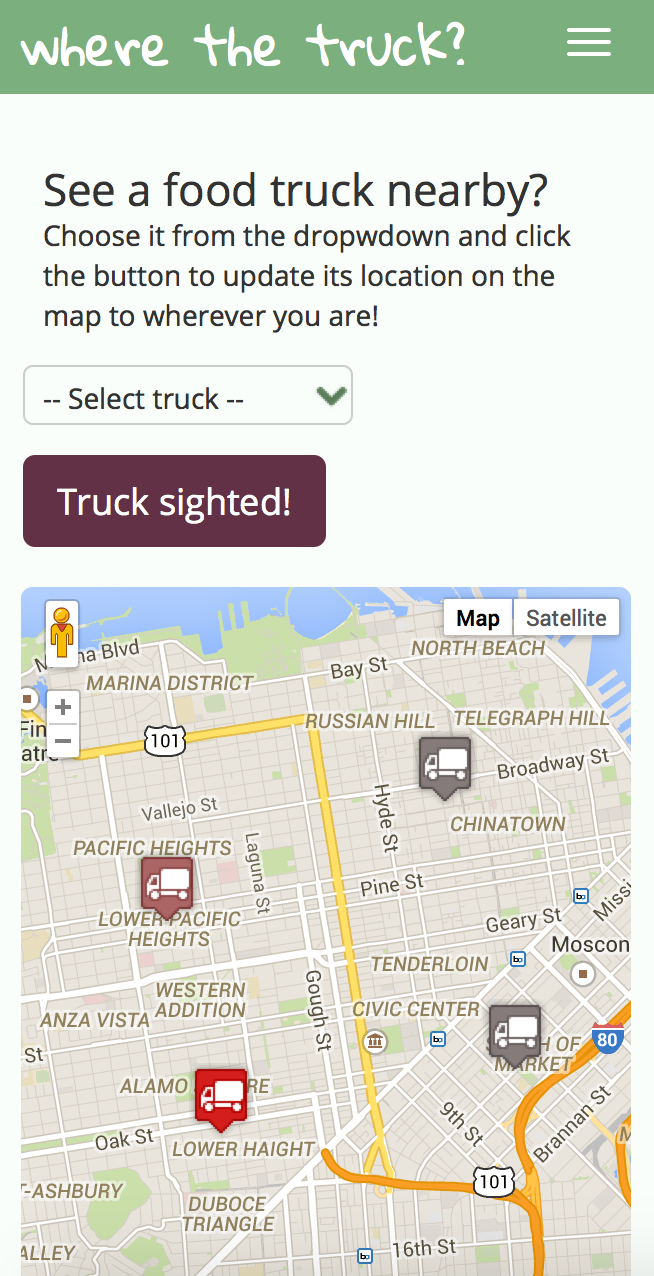 where the truck?
See a food truck nearby?
Choose it from the dropwdown and click
the button to update its location on the
map to wherever you are!
-- Select truck --
Truck sighted!
Map
Satellite
na Blvd
NORTH BEACH
Bay St
MARINA DISTRICT
RUSSIAN HILL
TELEGRAPH HILL
101
Broadway St
Hyde St
Vallejo St
CHINATOWN
PACIFIC HEIGHTS
Laguna St
Pine St
LOWER PACIFIC
HEIGHTS
Geary St
Missi
Moscon
TENDERLOIN
Gough St
WESTERN
ADDITION
CIVIC CENTER
ANZA VISTA
H OF
MARKET
80
St
ALAMO
RE
9th St
Brannan St
Oak St
LOWER HAIGHT
101
T-ASHBURY
DUBOCE
TRIANGLE
16th St
ALLEY